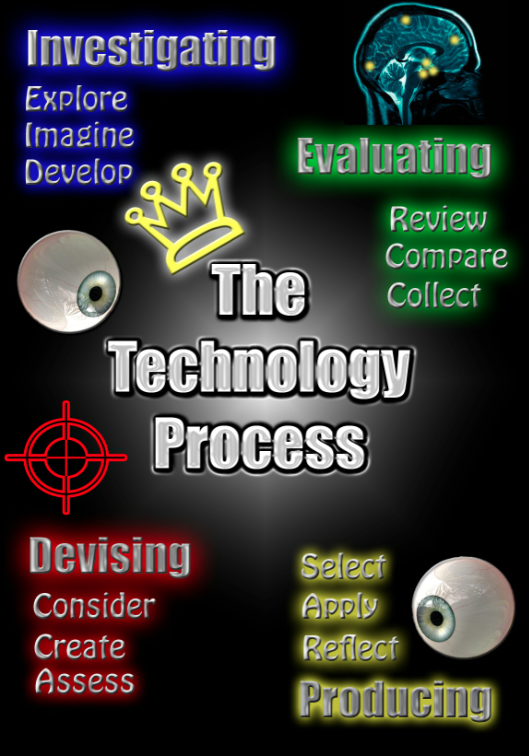 Investigating
Explore
Imagine
Develop
Evaluating
Review
Compare
Collect
The
Technology
Process
Devising
Consider
Create
Assess
Select
Apply
Reflect
Producing